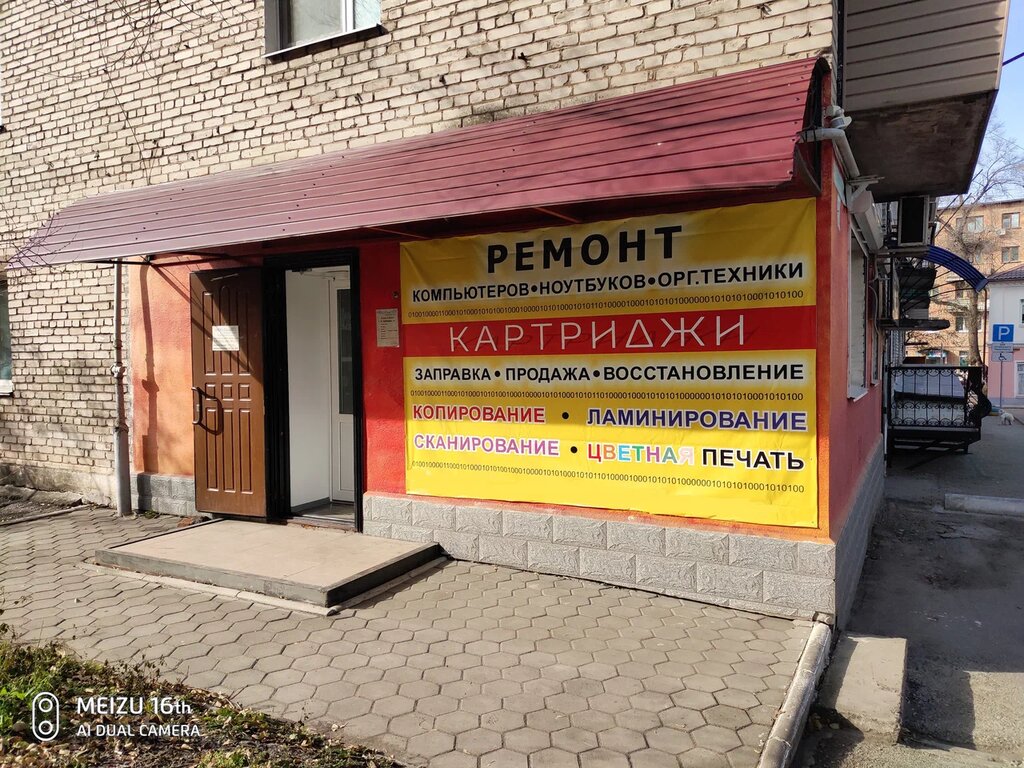 РЕМОНТ
КОМПЬЮТЕРОВ•НОУТБУКОВ•ОРГ.ТЕХНИКИ
КАРТРИДЖИ
ЗАПРАВКА • ПРОДАЖА • ВОССТАНОВЛЕНИЕ
КОПИРОВАНИЕ • ЛАМИНИРОВАНИЕ
СКАНИРОВАНИЕ • ЦВЕТНАЯ ПЕЧАТЬ
P
MEIZU 16th
AI DUAL CAMERA